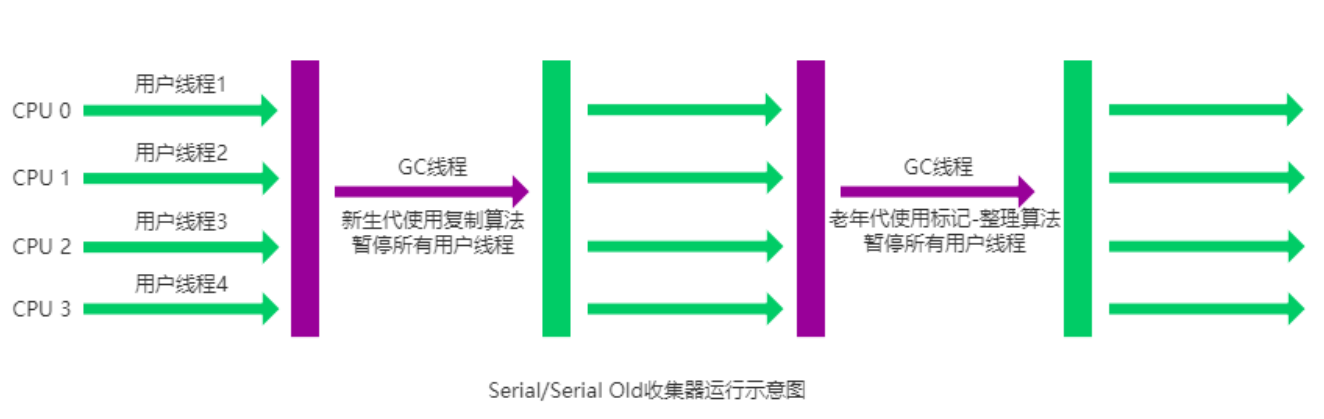 用户线程1
CPU 0
用户线程2
CPU 1
用户线程3
CPU 2
用户线程4
CPU 3
GC线程
新生代使用复制算法
暂停所有用户线程
GC线程
老年代使用标记-整理算法
暂停所有用户线程
Serial/Serial Old收集器运行示意图